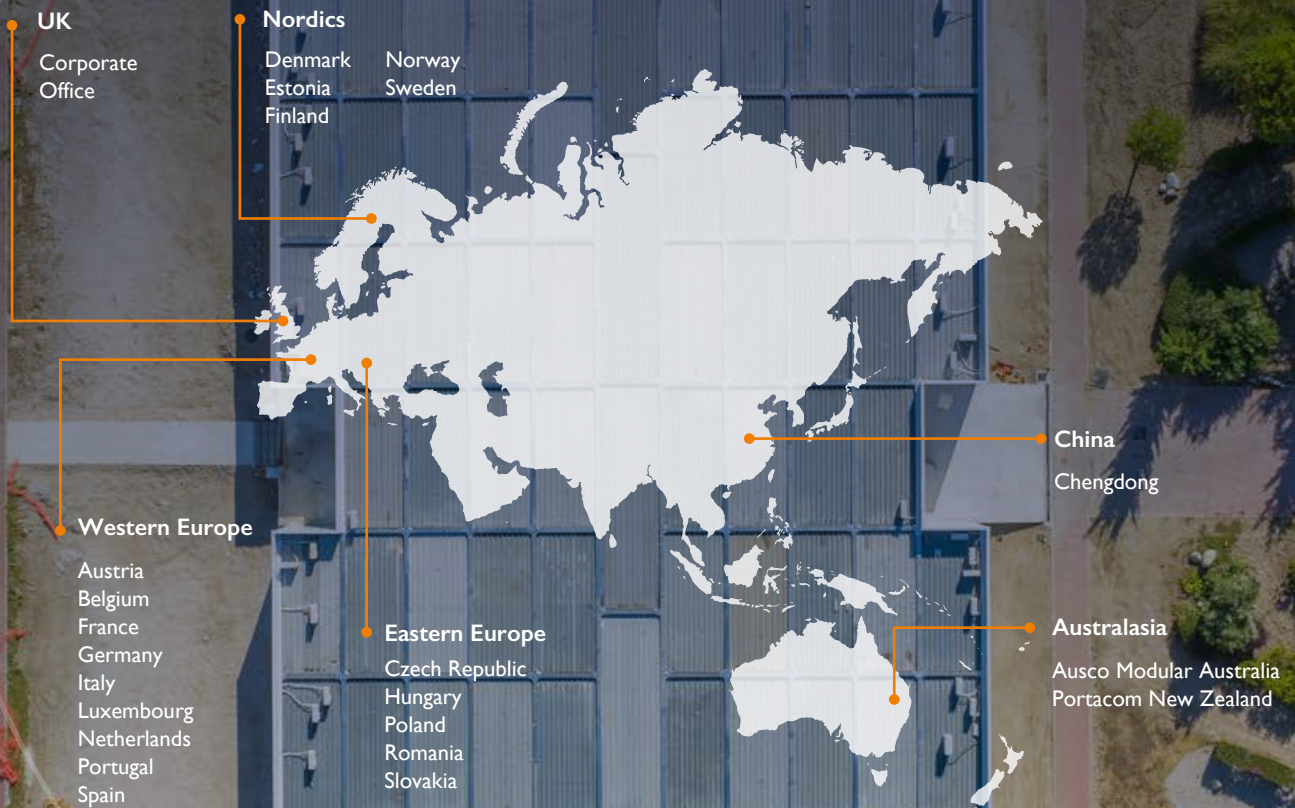 UK
Corporate
Office
Nordics
Denmark
Estonia
Finland
Norway
Sweden
Western Europe
Austria
Belgium
France
Germany
Italy
Luxembourg
Netherlands
Portugal
Spain
Eastern Europe
Czech Republic
Hungary
Poland
Romania
Slovakia
China
Chengdong
Australasia
Ausco Modular Australia
Portacom New Zealand